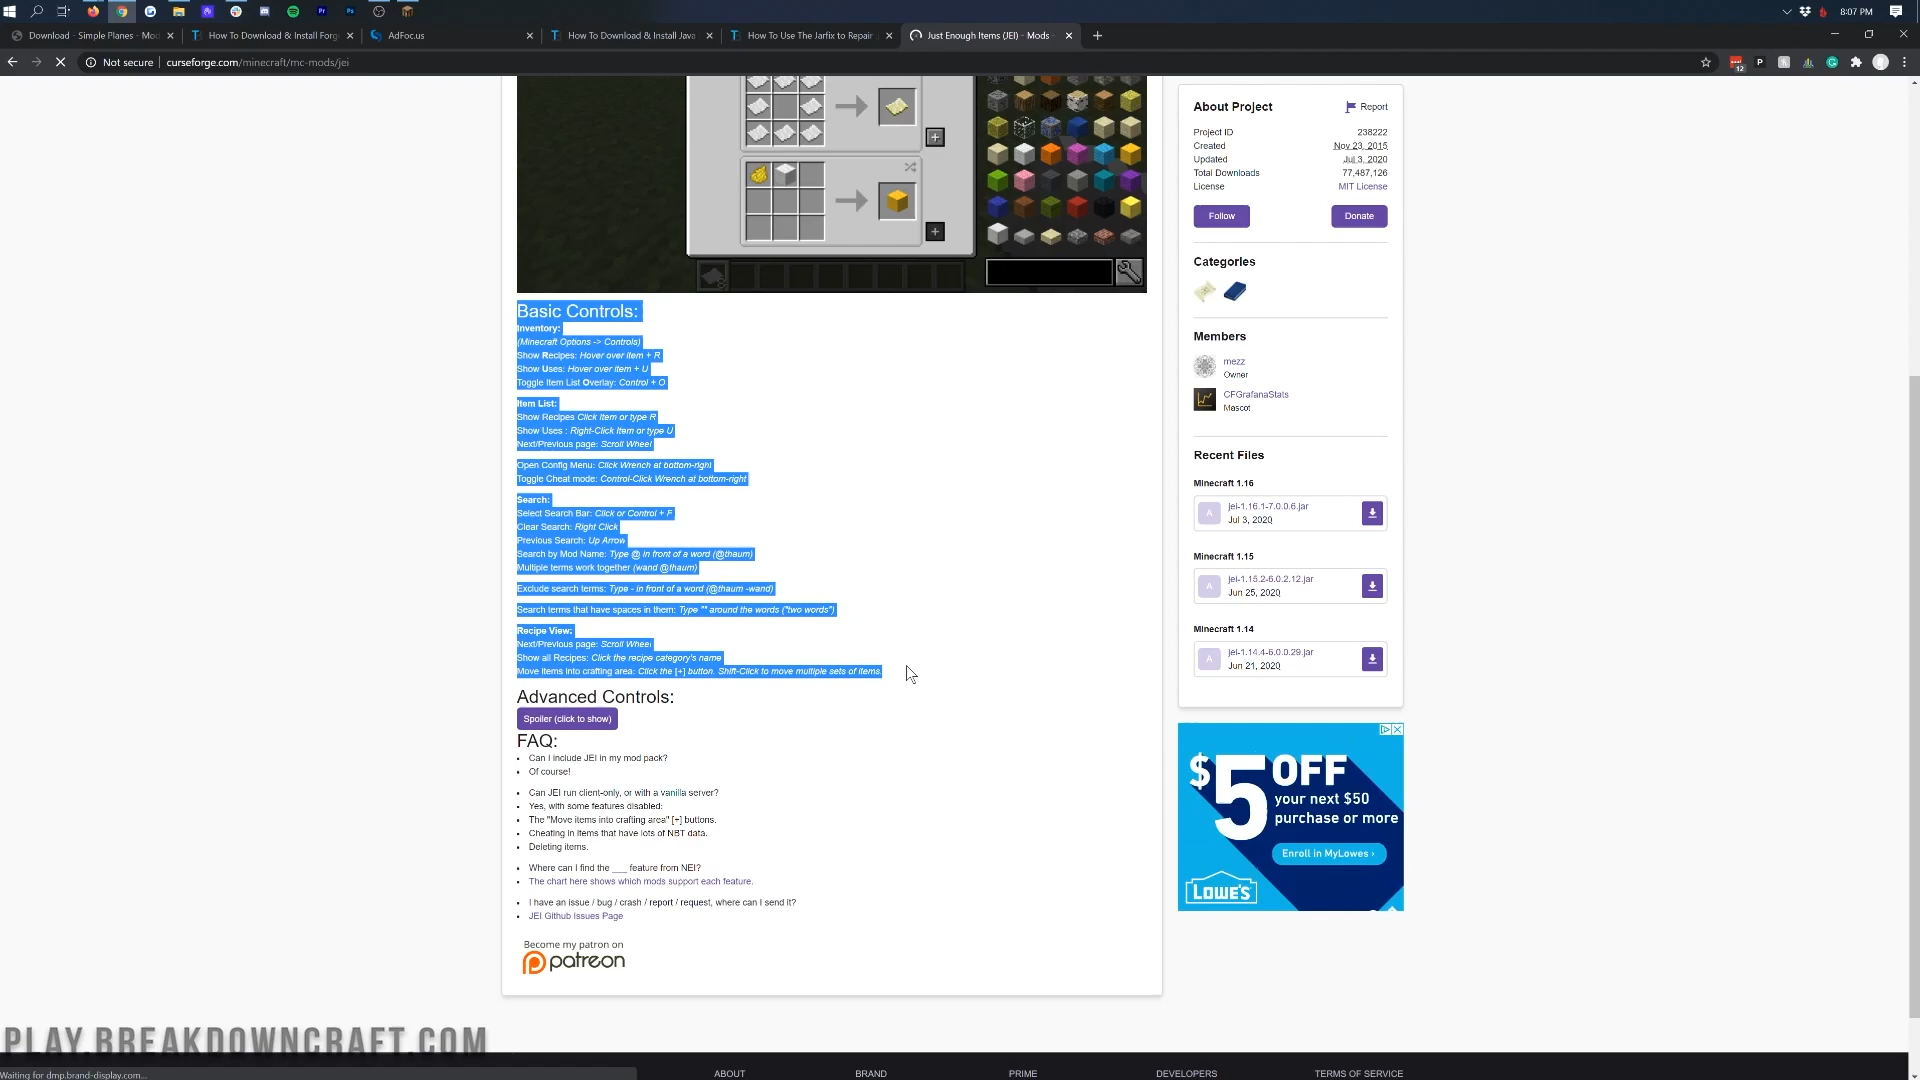 8:07 PM
Download - Simple Planes - Mod
How To Download & Install Forg
AdFoc.us
How To Download & Install Java
How To Use The Jarfix to Repair
Just Enough Items (JEI) - Mods -
Not secure | curseforge.com/minecraft/mc-mods/jei
12
Basic Controls:
Inventory:
(Minecraft Options -> Controls)
Show Recipes: Hover over item + R
Show Uses: Hover over item + U
Toggle Item List Overlay: Control + O
Item List:
Show Recipes Click Item or type R
Show Uses : Right-Click Item or type U
Next/Previous page: Scroll Wheel
Open Config Menu: Click Wrench at bottom-right
Toggle Cheat mode: Control-Click Wrench at bottom-right
Search:
Select Search Bar: Click or Control + F
Clear Search: Right Click
Previous Search: Up Arrow
Search by Mod Name: Type @ in front of a word (@thaum)
Multiple terms work together (wand @thaum)
Exclude search terms: Type - in front of a word (@thaum -wand)
Search terms that have spaces in them: Type "" around the words ("two words")
Recipe View:
Next/Previous page: Scroll Wheel
Show all Recipes: Click the recipe category's name
Move items into crafting area: Click the [+] button. Shift-Click to move multiple sets of items.
Advanced Controls:
Spoiler (click to show)
FAQ:
• Can I include JEI in my mod pack?
• Of course!
• Can JEI run client-only, or with a vanilla server?
• Yes, with some features disabled:
• The "Move items into crafting area" [+] buttons.
• Cheating in items that have lots of NBT data.
• Deleting items.
• Where can I find the ___ feature from NEI?
• The chart here shows which mods support each feature.
• I have an issue / bug / crash / report / request, where can I send it?
• JEI Github Issues Page
Become my patron on
patreon
About Project
Report
Project ID 238222
Created Nov 23, 2015
Updated Jul 3, 2020
Total Downloads 77,487,126
License MIT License
Follow
Donate
Categories
Members
mezz
Owner
CFGrafanaStats
Mascot
Recent Files
Minecraft 1.16
A jei-1.16.1-7.0.0.6.jar
Jul 3, 2020
Minecraft 1.15
A jei-1.15.2-6.0.2.12.jar
Jun 25, 2020
Minecraft 1.14
A jei-1.14.4-6.0.0.29.jar
Jun 21, 2020
$5 OFF
your next $50
purchase or more
Enroll in MyLowe's ›
LOWE'S
PLAY.BREAKDOWNCRAFT.COM
Waiting for dmp.brand-display.com...
ABOUT BRAND PRIME DEVELOPERS TERMS OF SERVICE